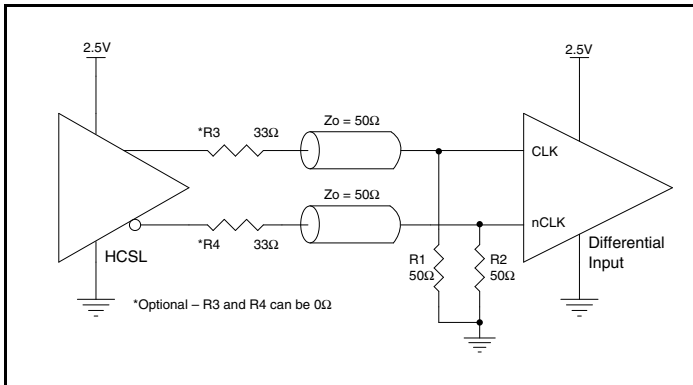 2.5V
2.5V
*R3 33Ω
Zo = 50Ω
CLK
Zo = 50Ω
nCLK
*R4 33Ω
HCSL
R1
50Ω
R2
50Ω
Differential
Input
*Optional – R3 and R4 can be 0Ω